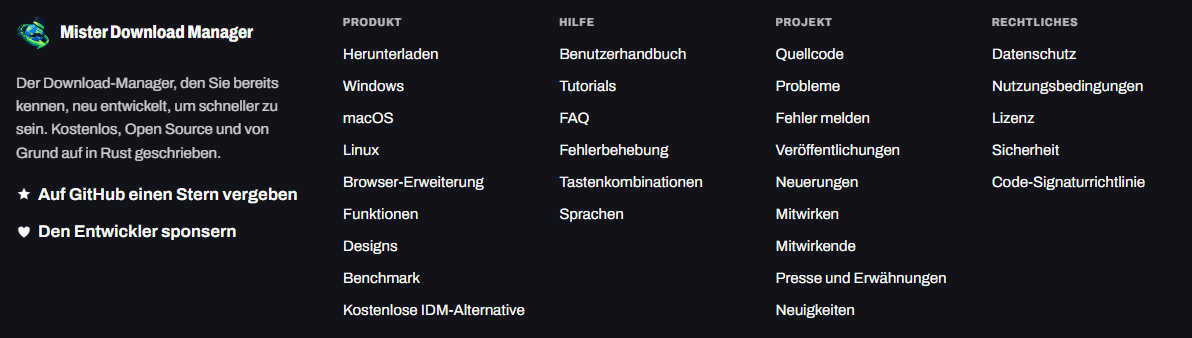 Mister Download Manager
Der Download-Manager, den Sie bereits
kennen, neu entwickelt, um schneller zu
sein. Kostenlos, Open Source und von
Grund auf in Rust geschrieben.
Auf GitHub einen Stern vergeben
Den Entwickler sponsern
PRODUKT
Herunterladen
Windows
macOS
Linux
Browser-Erweiterung
Funktionen
Designs
Benchmark
Kostenlose IDM-Alternative
HILFE
Benutzerhandbuch
Tutorials
FAQ
Fehlerbehebung
Tastenkombinationen
Sprachen
PROJEKT
Quellcode
Probleme
Fehler melden
Veröffentlichungen
Neuerungen
Mitwirken
Mitwirkende
Presse und Erwähnungen
Neuigkeiten
RECHTLICHES
Datenschutz
Nutzungsbedingungen
Lizenz
Sicherheit
Code-Signaturrichtlinie